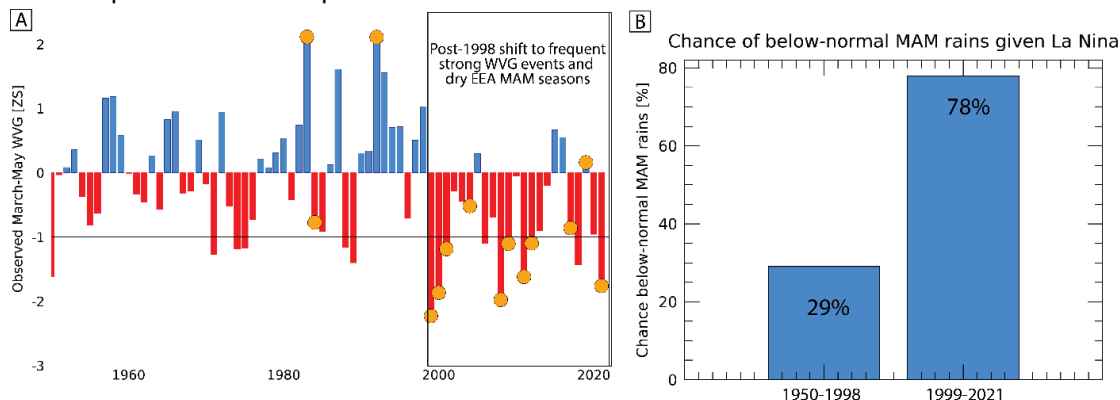 A
Observed March-May WVG [ZS]
2
1
0
-1
-2
-3
1960
1980
2000
2020
Post-1998 shift to frequent
strong WVG events and
dry EEA MAM seasons
B
Chance of below-normal MAM rains given La Nina
Chance below-normal MAM rains [%]
80
60
40
20
0
29%
78%
1950-1998
1999-2021